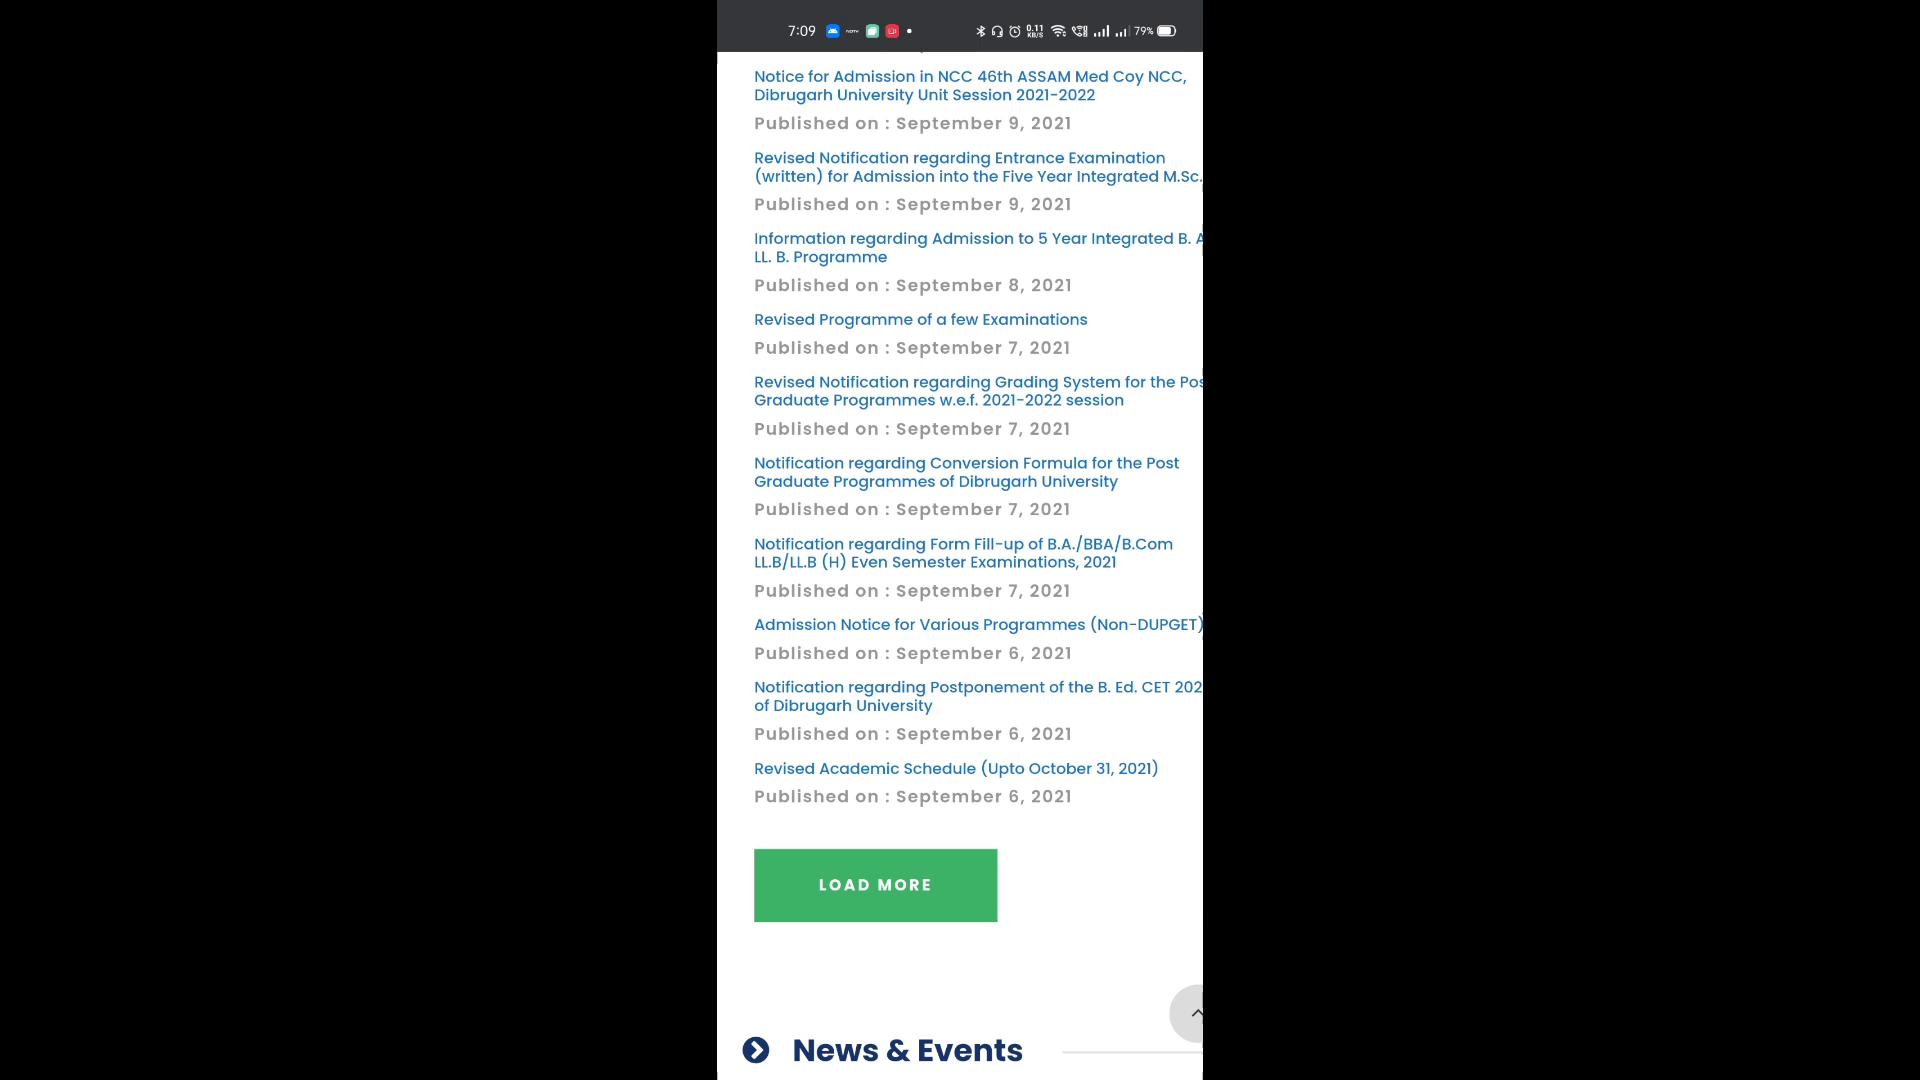 7:09
0.11 KB/S
79%
Notice for Admission in NCC 46th ASSAM Med Coy NCC,
Dibrugarh University Unit Session 2021-2022
Published on : September 9, 2021
Revised Notification regarding Entrance Examination
(written) for Admission into the Five Year Integrated M.Sc.
Published on : September 9, 2021
Information regarding Admission to 5 Year Integrated B. A
LL. B. Programme
Published on : September 8, 2021
Revised Programme of a few Examinations
Published on : September 7, 2021
Revised Notification regarding Grading System for the Pos
Graduate Programmes w.e.f. 2021-2022 session
Published on : September 7, 2021
Notification regarding Conversion Formula for the Post
Graduate Programmes of Dibrugarh University
Published on : September 7, 2021
Notification regarding Form Fill-up of B.A./BBA/B.Com
LL.B/LL.B (H) Even Semester Examinations, 2021
Published on : September 7, 2021
Admission Notice for Various Programmes (Non-DUPGET)
Published on : September 6, 2021
Notification regarding Postponement of the B. Ed. CET 202
of Dibrugarh University
Published on : September 6, 2021
Revised Academic Schedule (Upto October 31, 2021)
Published on : September 6, 2021
LOAD MORE
News & Events